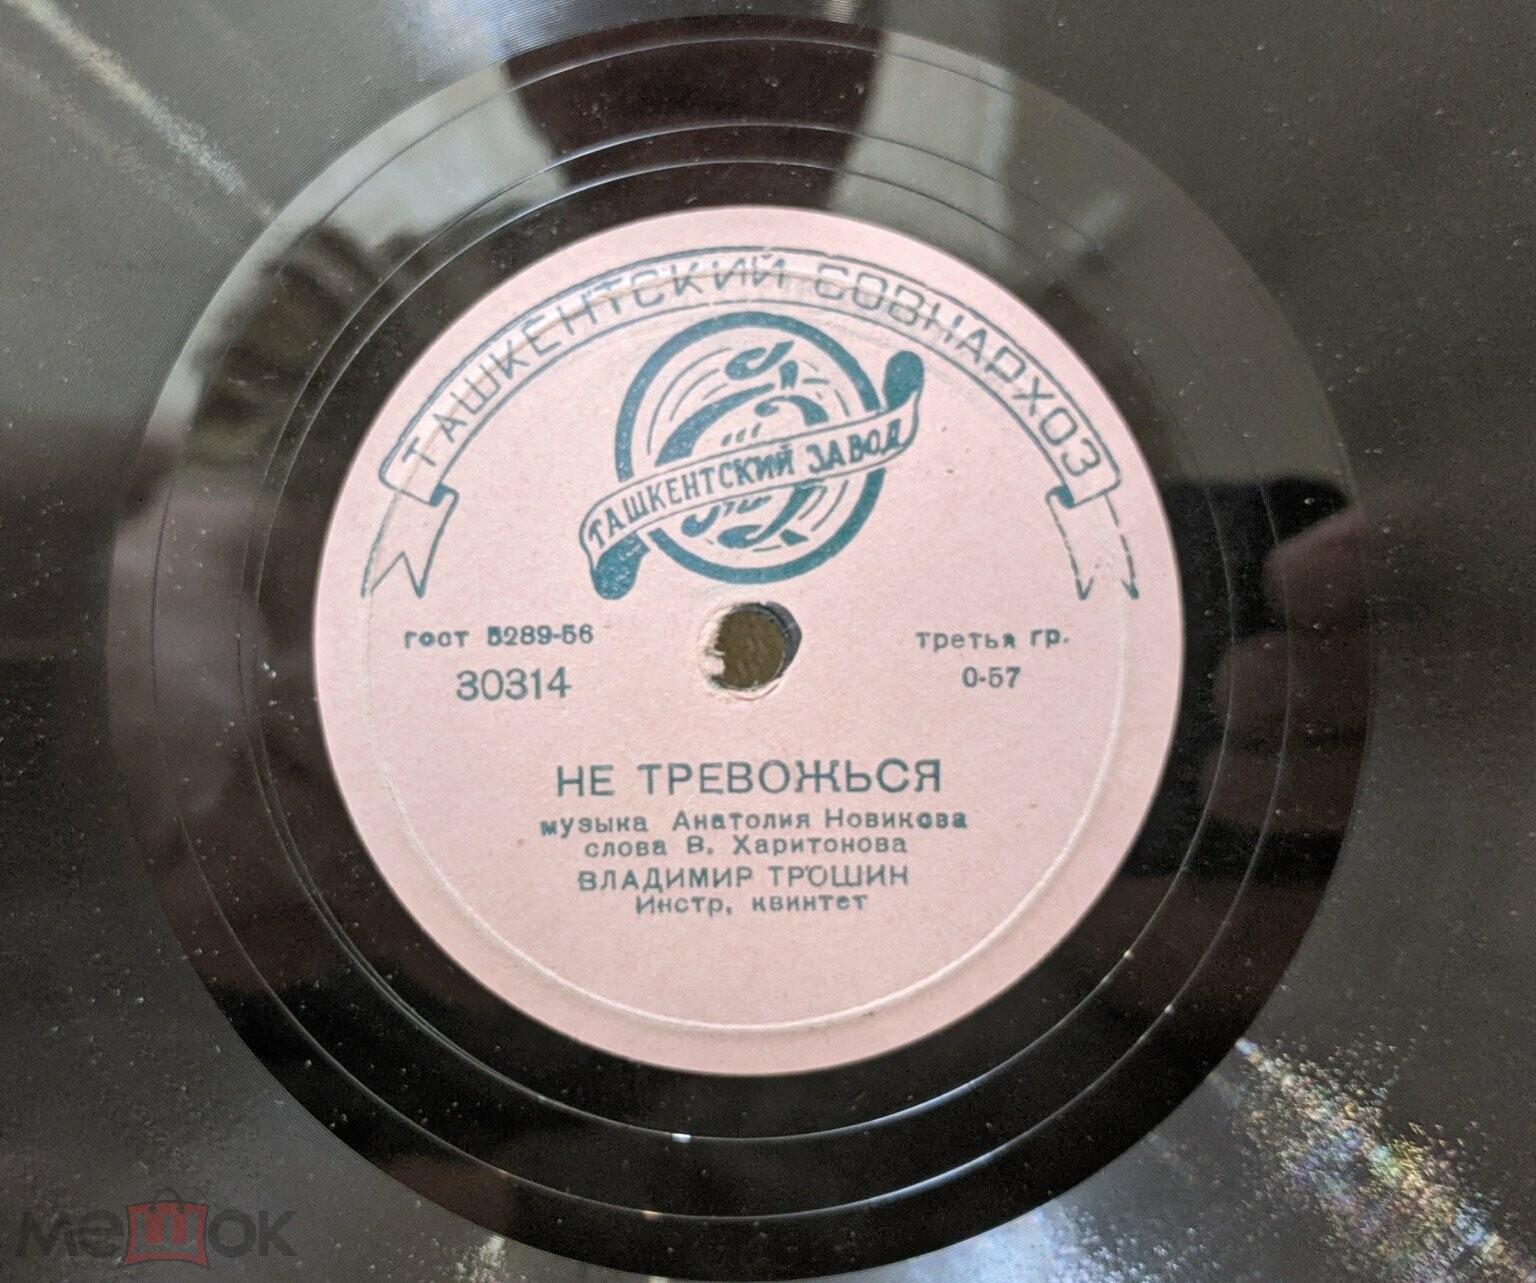 ТАШКЕНТСКИЙ СОВНАРХОЗ
ТАШКЕНТСКИЙ ЗАВОД
гост 5289-56
третья гр.
30314
0-57
НЕ ТРЕВОЖЬСЯ
музыка Анатолия Новикова
слова В. Харитонова
ВЛАДИМИР ТРОШИН
Инстр. квинтет
мешок